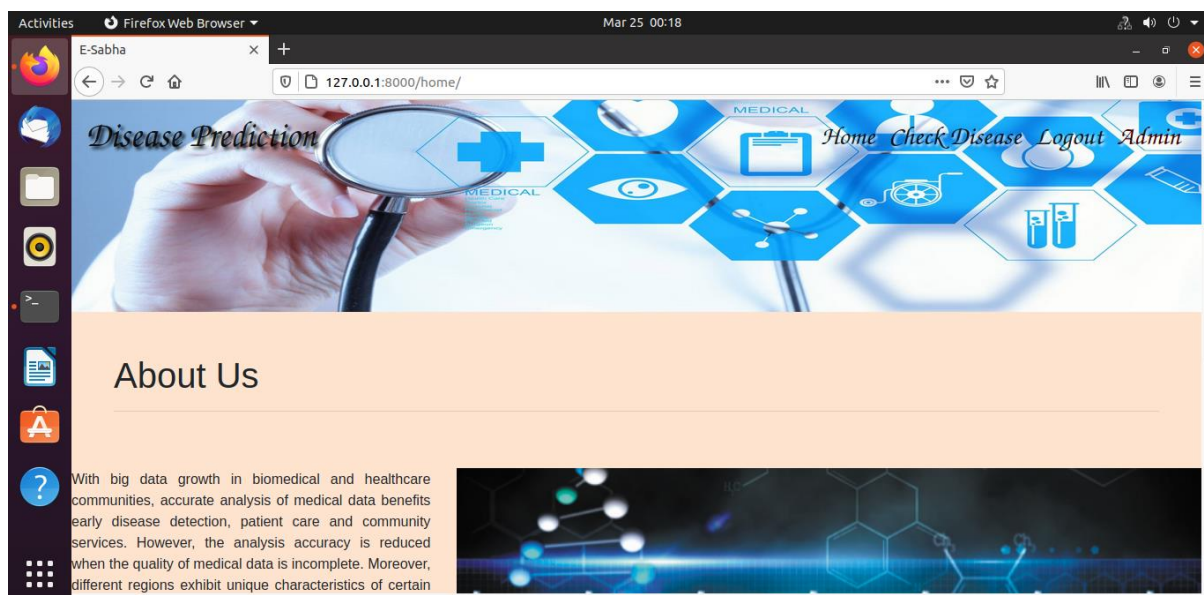 Activities Firefox Web Browser Mar 25 00:18
E-Sabha
127.0.0.1:8000/home/
Disease Prediction Home Check Disease Logout Admin
MEDICAL
MEDICAL
About Us
With big data growth in biomedical and healthcare
communities, accurate analysis of medical data benefits
early disease detection, patient care and community
services. However, the analysis accuracy is reduced
when the quality of medical data is incomplete. Moreover,
different regions exhibit unique characteristics of certain